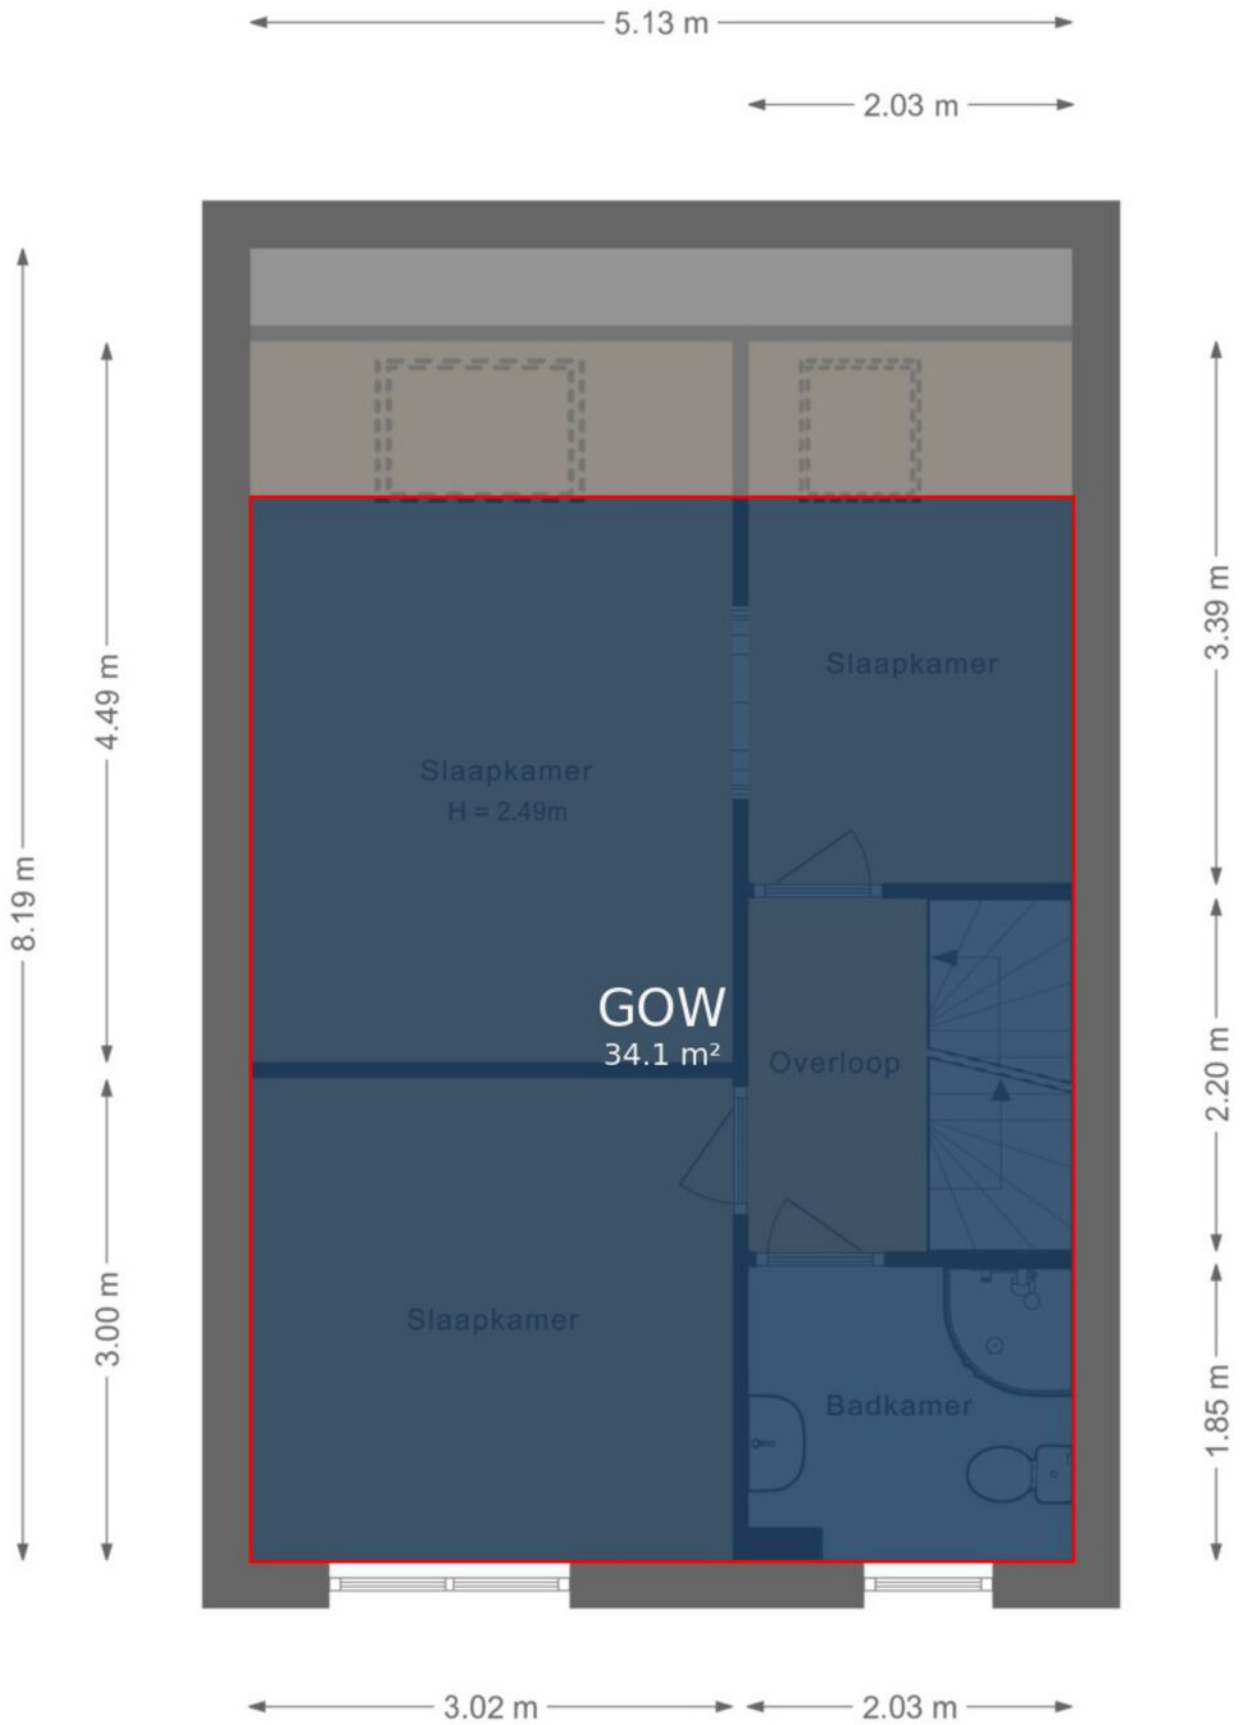 5.13 m
2.03 m
8.19 m
4.49 m
3.00 m
3.39 m
2.20 m
1.85 m
Slaapkamer
Slaapkamer
H = 2.49m
GOW
34.1 m²
Overloop
Slaapkamer
Badkamer
3.02 m
2.03 m